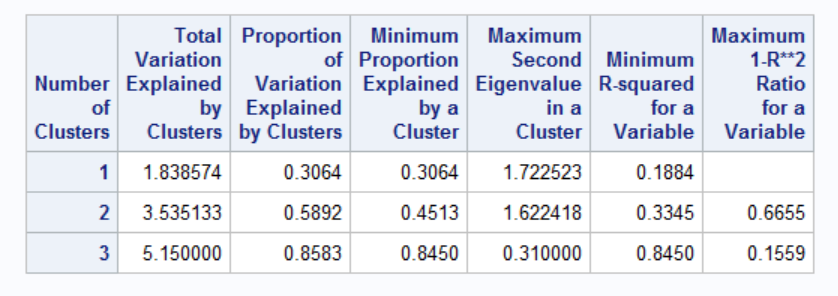 Number of Clusters | Total Variation Explained by Clusters | Proportion of Variation Explained by Clusters | Minimum Proportion Explained by a Cluster | Maximum Second Eigenvalue in a Cluster | Minimum R-squared for a Variable | Maximum 1-R**2 Ratio for a Variable
1 | 1.838574 | 0.3064 | 0.3064 | 1.722523 | 0.1884 |
2 | 3.535133 | 0.5892 | 0.4513 | 1.622418 | 0.3345 | 0.6655
3 | 5.150000 | 0.8583 | 0.8450 | 0.310000 | 0.8450 | 0.1559